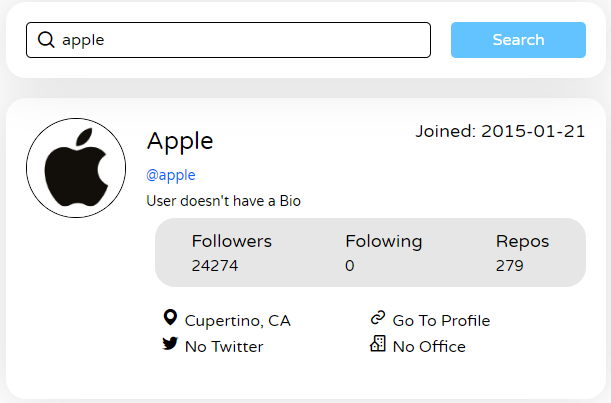 apple
Search
Apple
Joined: 2015-01-21
@apple
User doesn't have a Bio
Followers Folowing Repos
24274 0 279
Cupertino, CA Go To Profile
No Twitter No Office